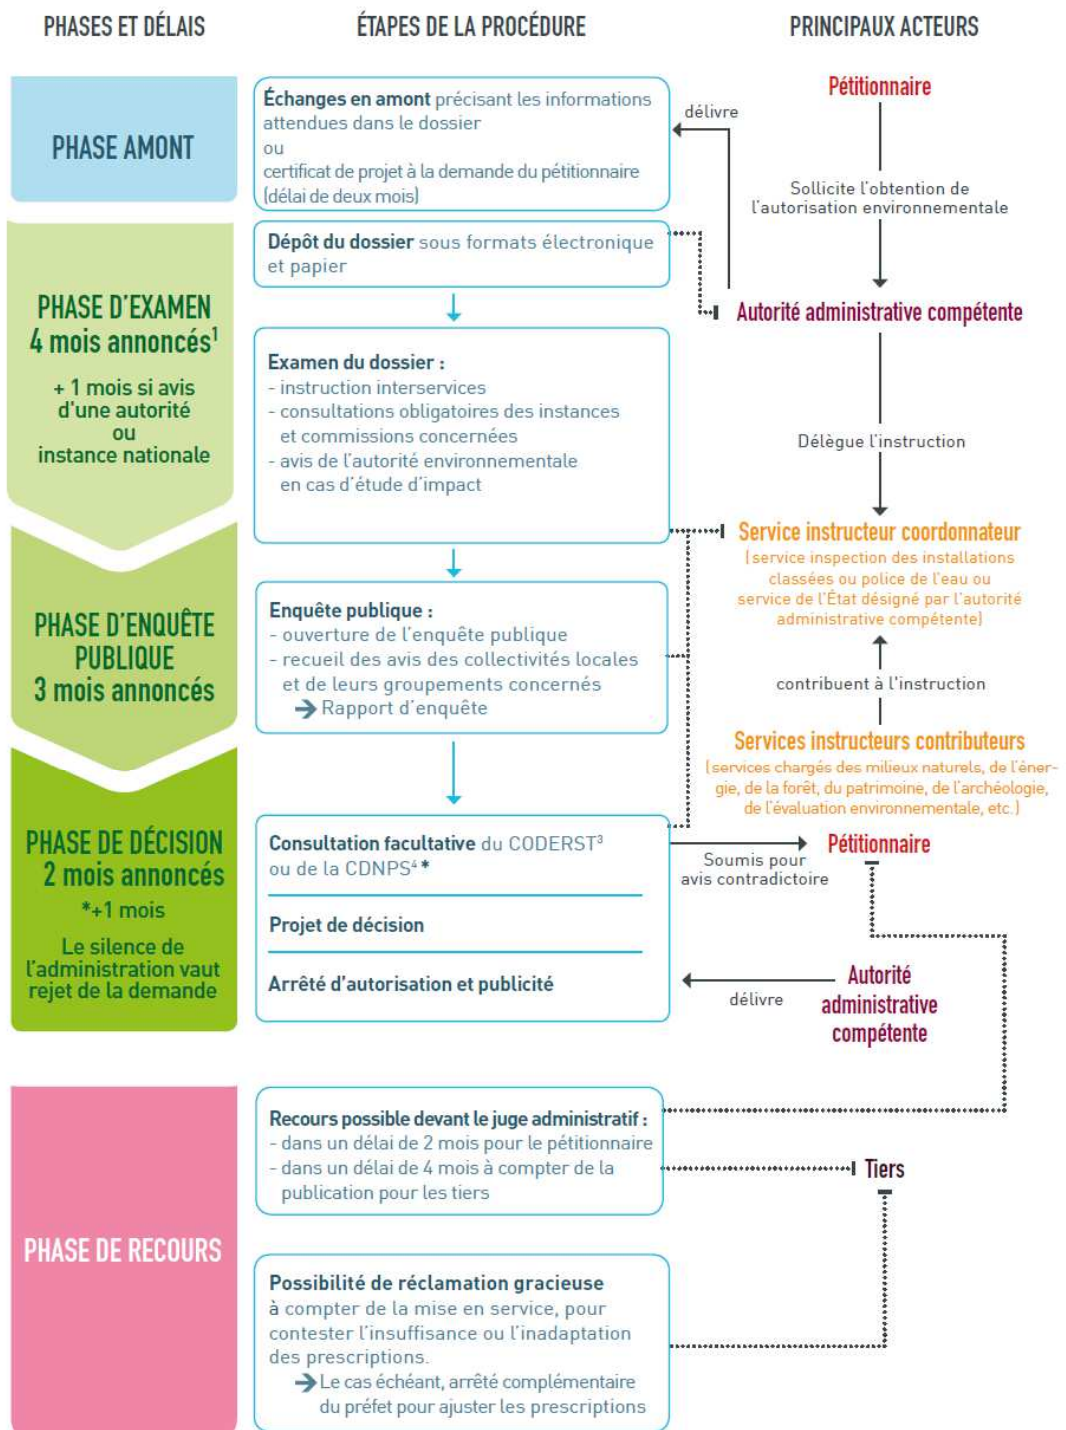 PHASES ET DÉLAIS
ÉTAPES DE LA PROCÉDURE
PRINCIPAUX ACTEURS
PHASE AMONT
Échanges en amont précisant les informations
attendues dans le dossier
ou
certificat de projet à la demande du pétitionnaire
(délai de deux mois)
délivre
Pétitionnaire
Sollicite l'obtention de
l'autorisation environnementale
PHASE D'EXAMEN
4 mois annoncés¹
+ 1 mois si avis
d'une autorité
ou
instance nationale
Dépôt du dossier sous formats électronique
et papier
Autorité administrative compétente
Examen du dossier :
- instruction interservices
- consultations obligatoires des instances
et commissions concernées
- avis de l'autorité environnementale
en cas d'étude d'impact
Délègue l'instruction
Service instructeur coordonnateur
(service inspection des installations
classées ou police de l'eau ou
service de l'État désigné par l'autorité
administrative compétente)
PHASE D'ENQUÊTE
PUBLIQUE
3 mois annoncés
Enquête publique :
- ouverture de l'enquête publique
- recueil des avis des collectivités locales
et de leurs groupements concernés
→ Rapport d'enquête
contribuent à l'instruction
Services instructeurs contributeurs
(services chargés des milieux naturels, de l'éner-
gie, de la forêt, du patrimoine, de l'archéologie,
de l'évaluation environnementale, etc.)
PHASE DE DÉCISION
2 mois annoncés
*+1 mois
Le silence de
l'administration vaut
rejet de la demande
Consultation facultative du CODERST³
ou de la CDNPS⁴ *
Projet de décision
Arrêté d'autorisation et publicité
Soumis pour
avis contradictoire
Pétitionnaire
délivre
Autorité
administrative
compétente
PHASE DE RECOURS
Recours possible devant le juge administratif :
- dans un délai de 2 mois pour le pétitionnaire
- dans un délai de 4 mois à compter de la
publication pour les tiers
Tiers
Possibilité de réclamation gracieuse
à compter de la mise en service, pour
contester l'insuffisance ou l'inadaptation
des prescriptions.
→ Le cas échéant, arrêté complémentaire
du préfet pour ajuster les prescriptions